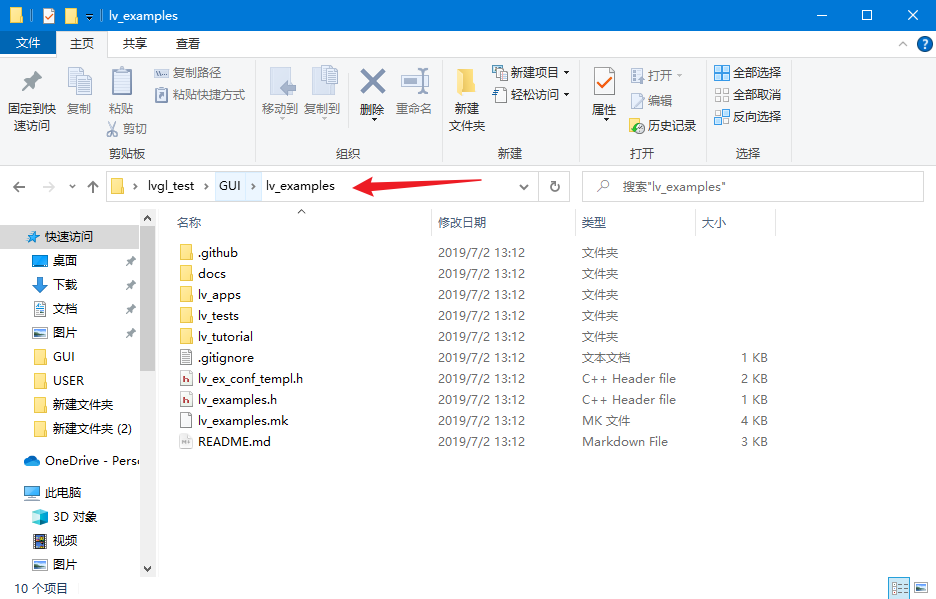 lv_examples
文件 主页 共享 查看
固定到快速访问
复制
粘贴
复制路径
粘贴快捷方式
剪切
剪贴板
移动到
复制到
删除
重命名
组织
新建文件夹
新建项目
轻松访问
新建
属性
打开
编辑
历史记录
打开
全部选择
全部取消
反向选择
选择
lvgl_test > GUI > lv_examples
搜索"lv_examples"
快速访问
桌面
下载
文档
图片
GUI
USER
新建文件夹
新建文件夹 (2)
OneDrive - Pers
此电脑
3D 对象
视频
图片
名称 修改日期 类型 大小
.github 2019/7/2 13:12 文件夹
docs 2019/7/2 13:12 文件夹
lv_apps 2019/7/2 13:12 文件夹
lv_tests 2019/7/2 13:12 文件夹
lv_tutorial 2019/7/2 13:12 文件夹
.gitignore 2019/7/2 13:12 文本文档 1 KB
lv_ex_conf_templ.h 2019/7/2 13:12 C++ Header file 2 KB
lv_examples.h 2019/7/2 13:12 C++ Header file 1 KB
lv_examples.mk 2019/7/2 13:12 MK 文件 4 KB
README.md 2019/7/2 13:12 Markdown File 3 KB
10 个项目